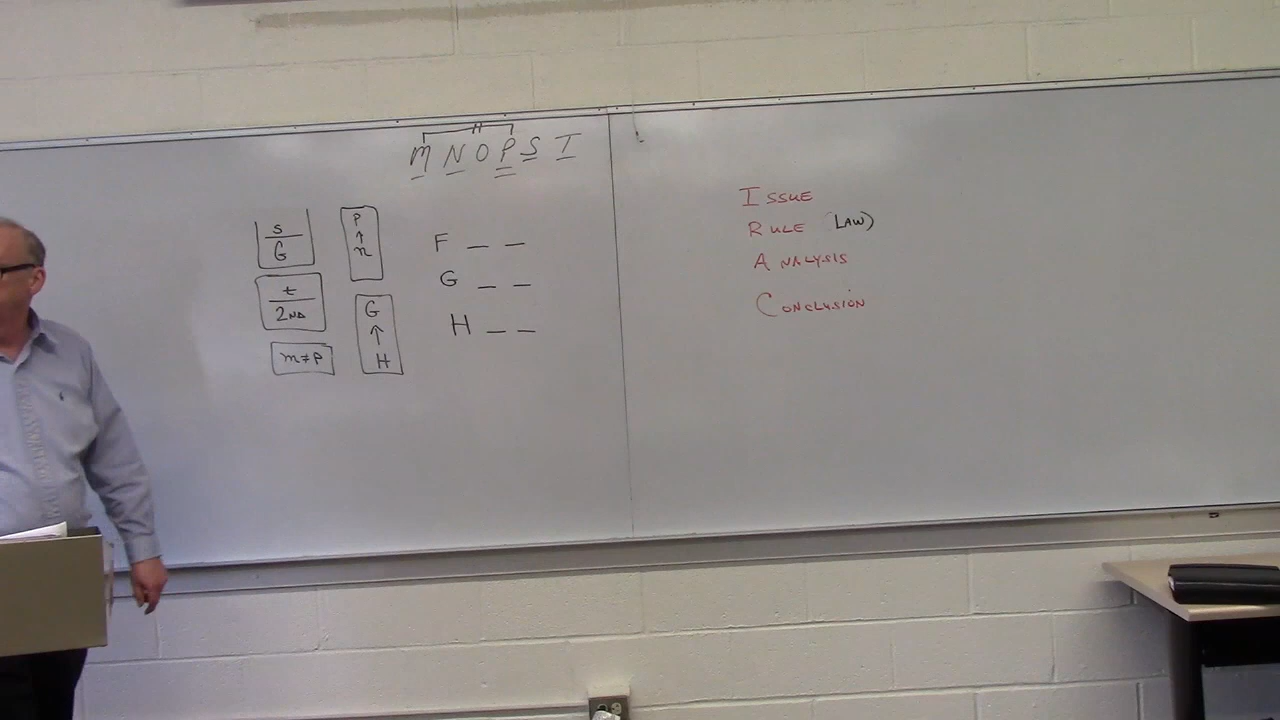 M N O P S I
S
G
t
2ND
m≠P
P
↑
n
G
↑
H
F _ _
G _ _
H _ _
ISSUE
RULE (LAW)
ANALYSIS
CONCLUSION